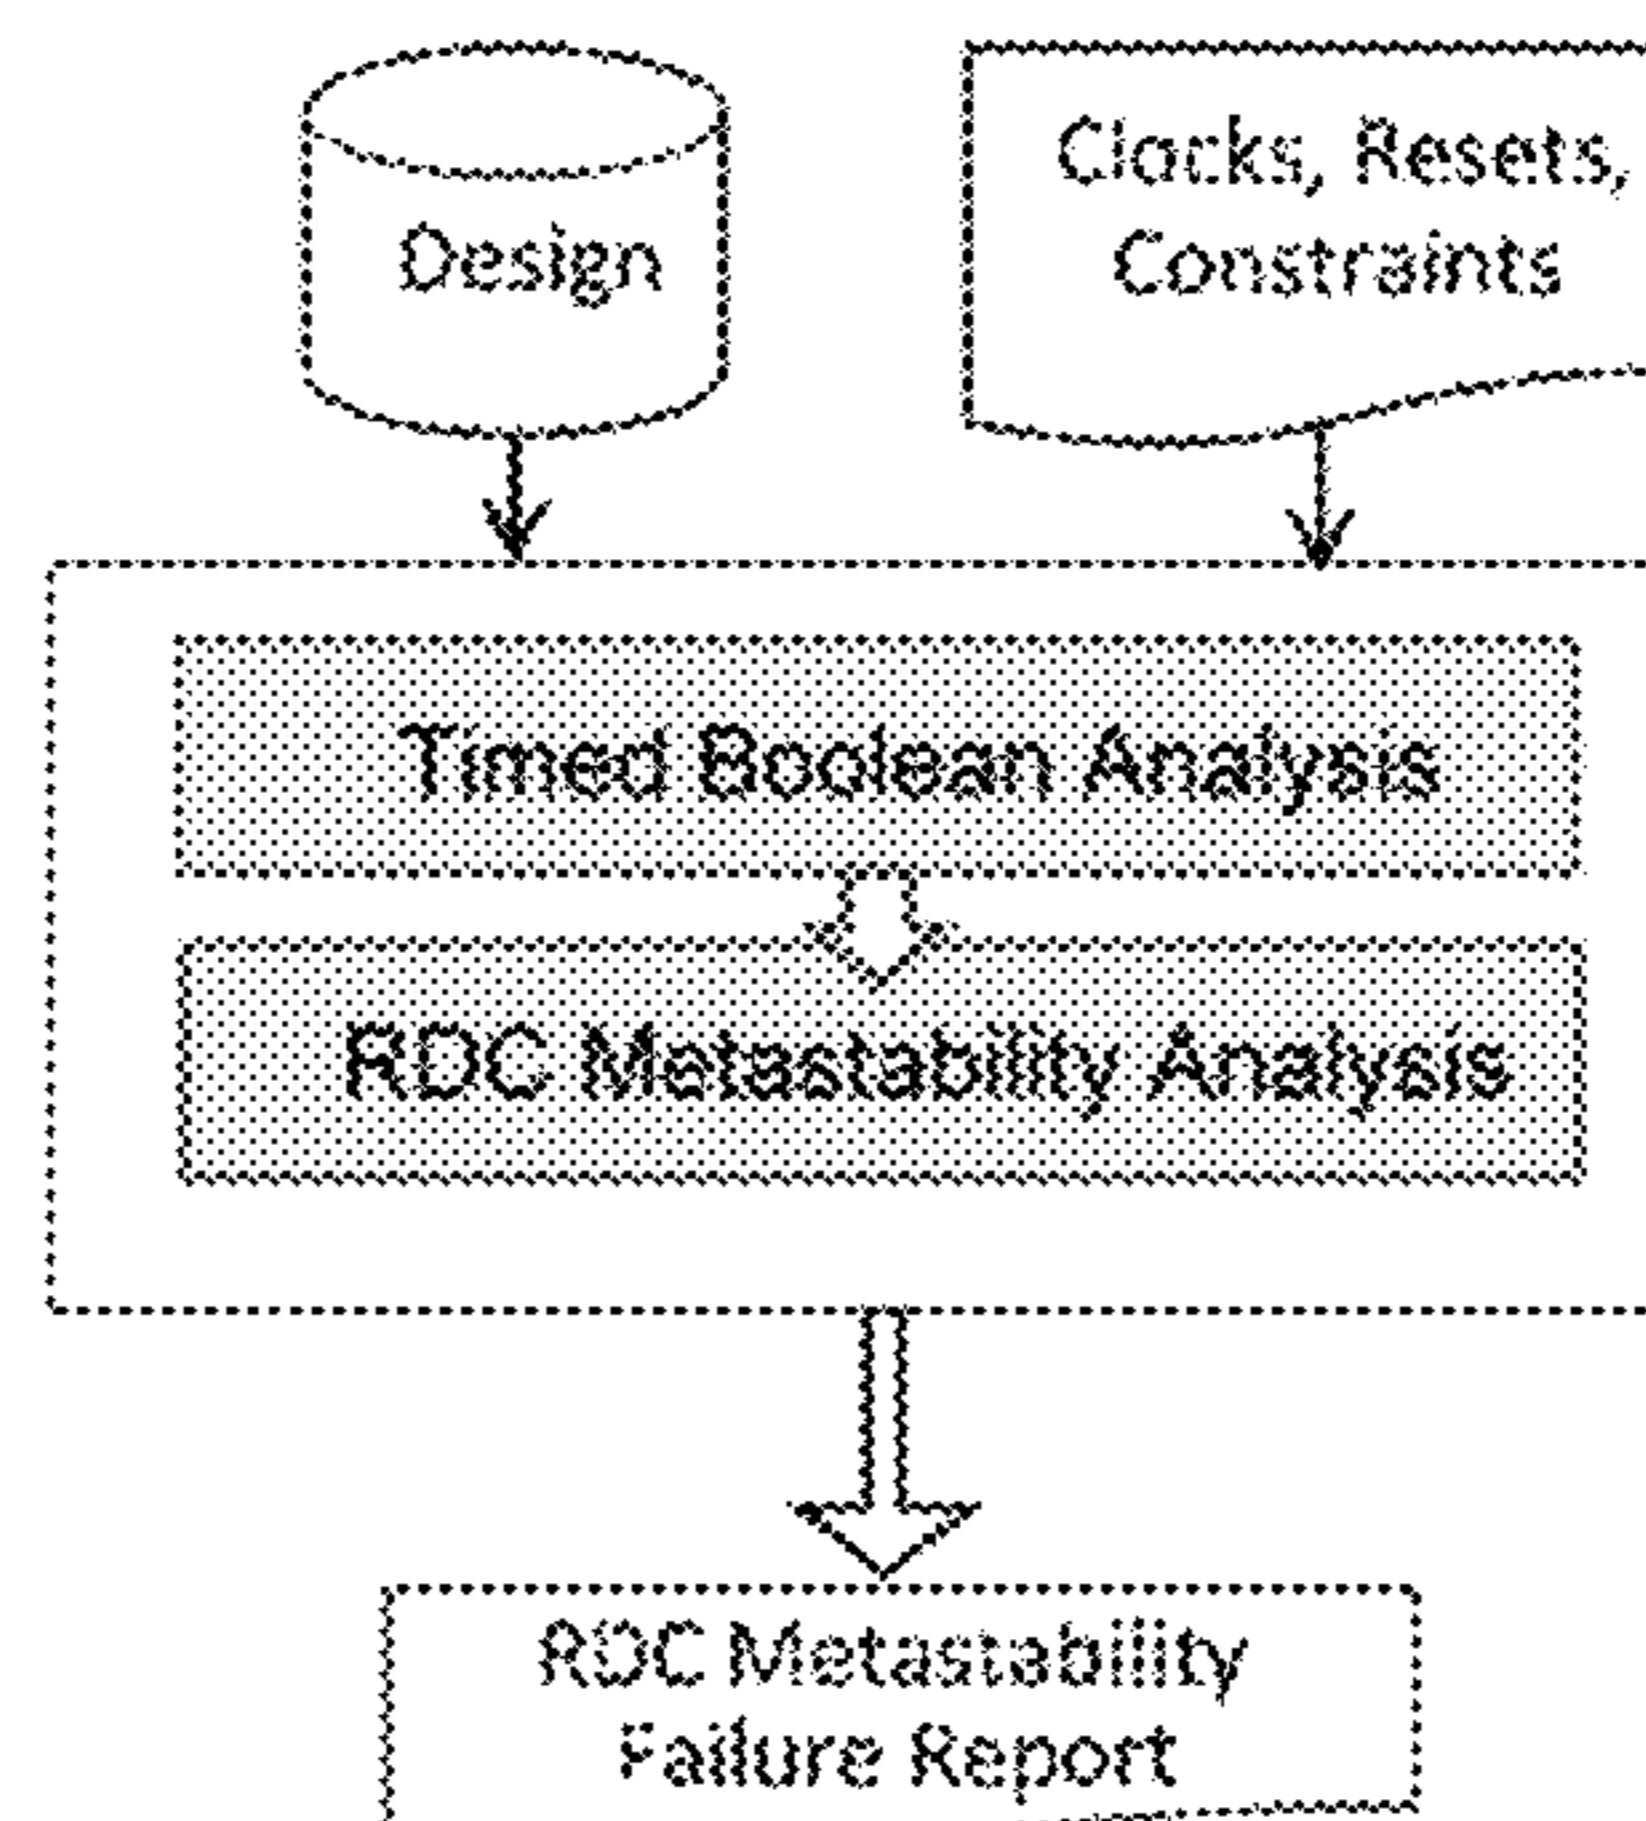 Design
Clocks, Resets,
Constraints
Timed Boolean Analysis
RDC Metastability Analysis
RDC Metastability
Failure Report